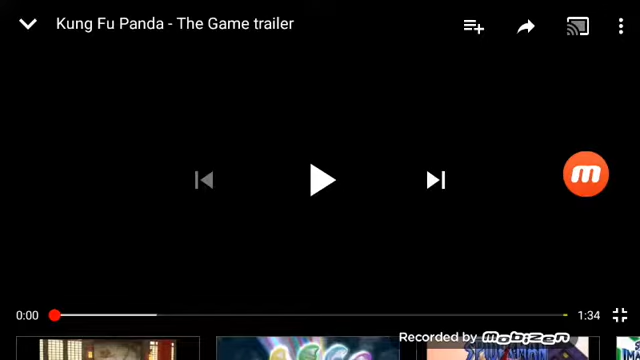 Kung Fu Panda - The Game trailer
m
0:00
1:34
Recorded by mobizen